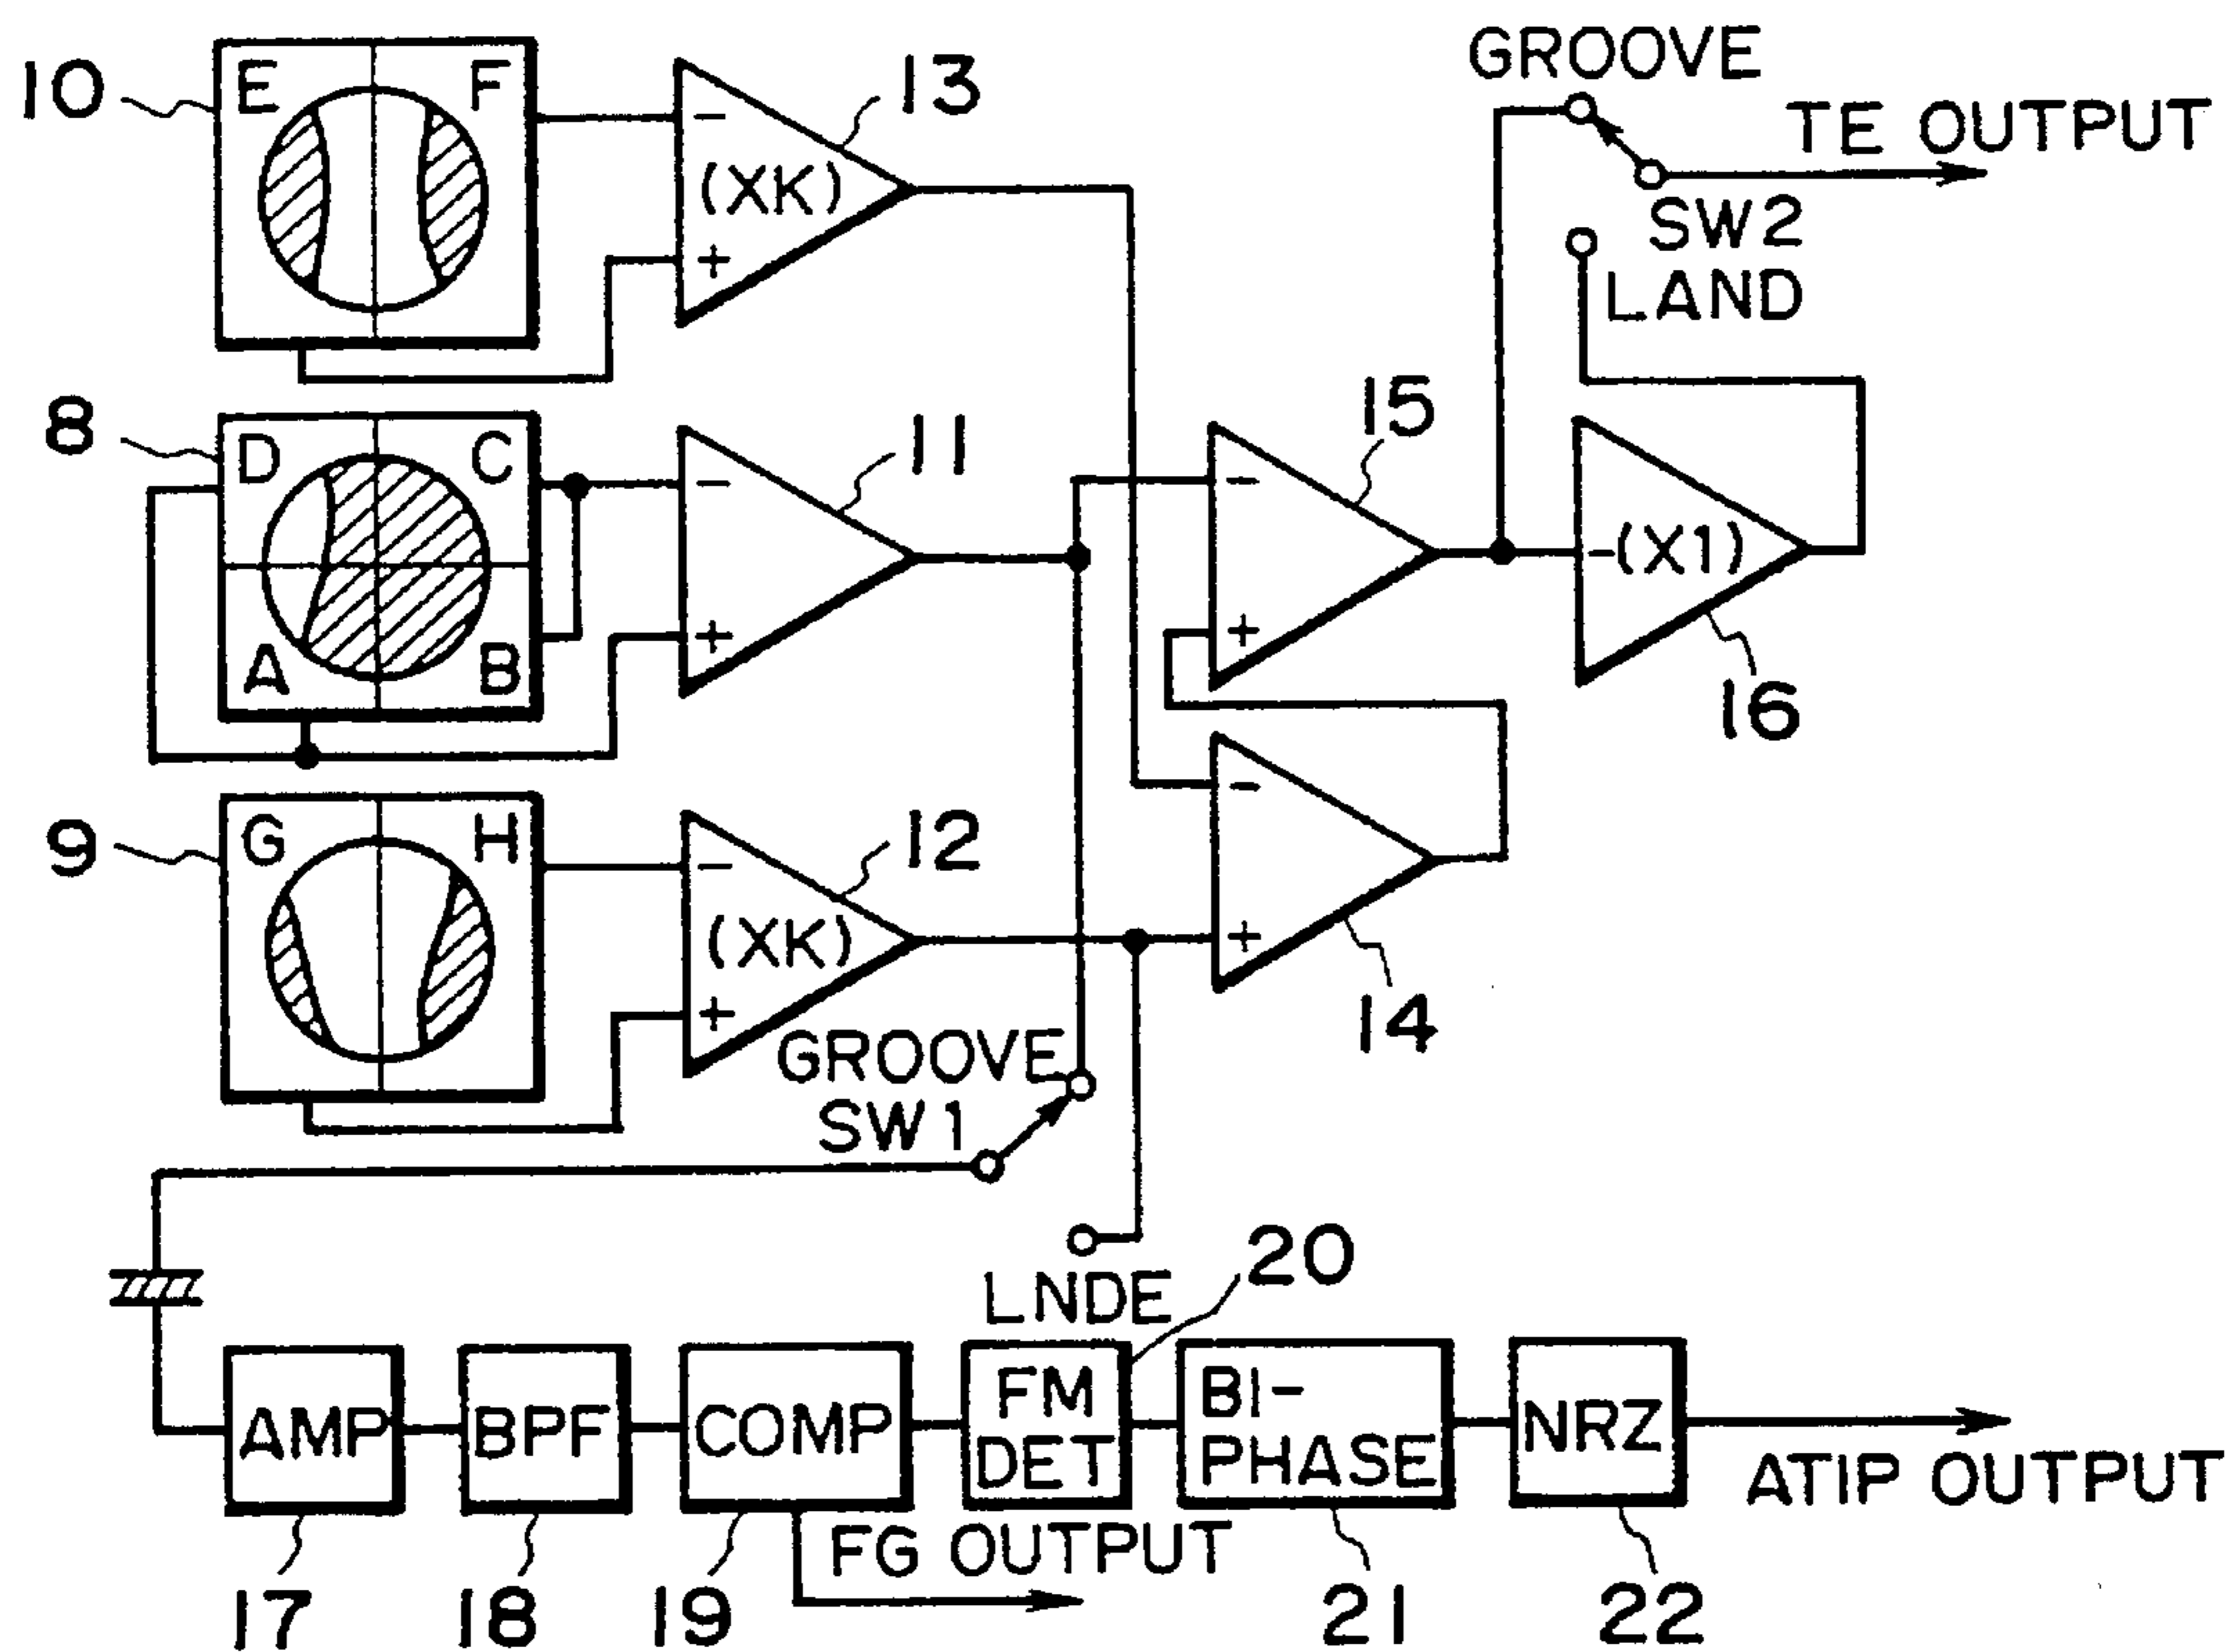 GROOVE
10
E F
-
13
(XK)
+
TE OUTPUT
SW2
LAND
8
D C
-
11
+
A B
15
-
+
-(X1)
16
9
G H
-
12
(XK)
+
-
+
14
GROOVE
SW1
LNDE
20
AMP
BPF
COMP
FM
DET
BI-
PHASE
NRZ
ATIP OUTPUT
FG OUTPUT
17
18
19
21
22